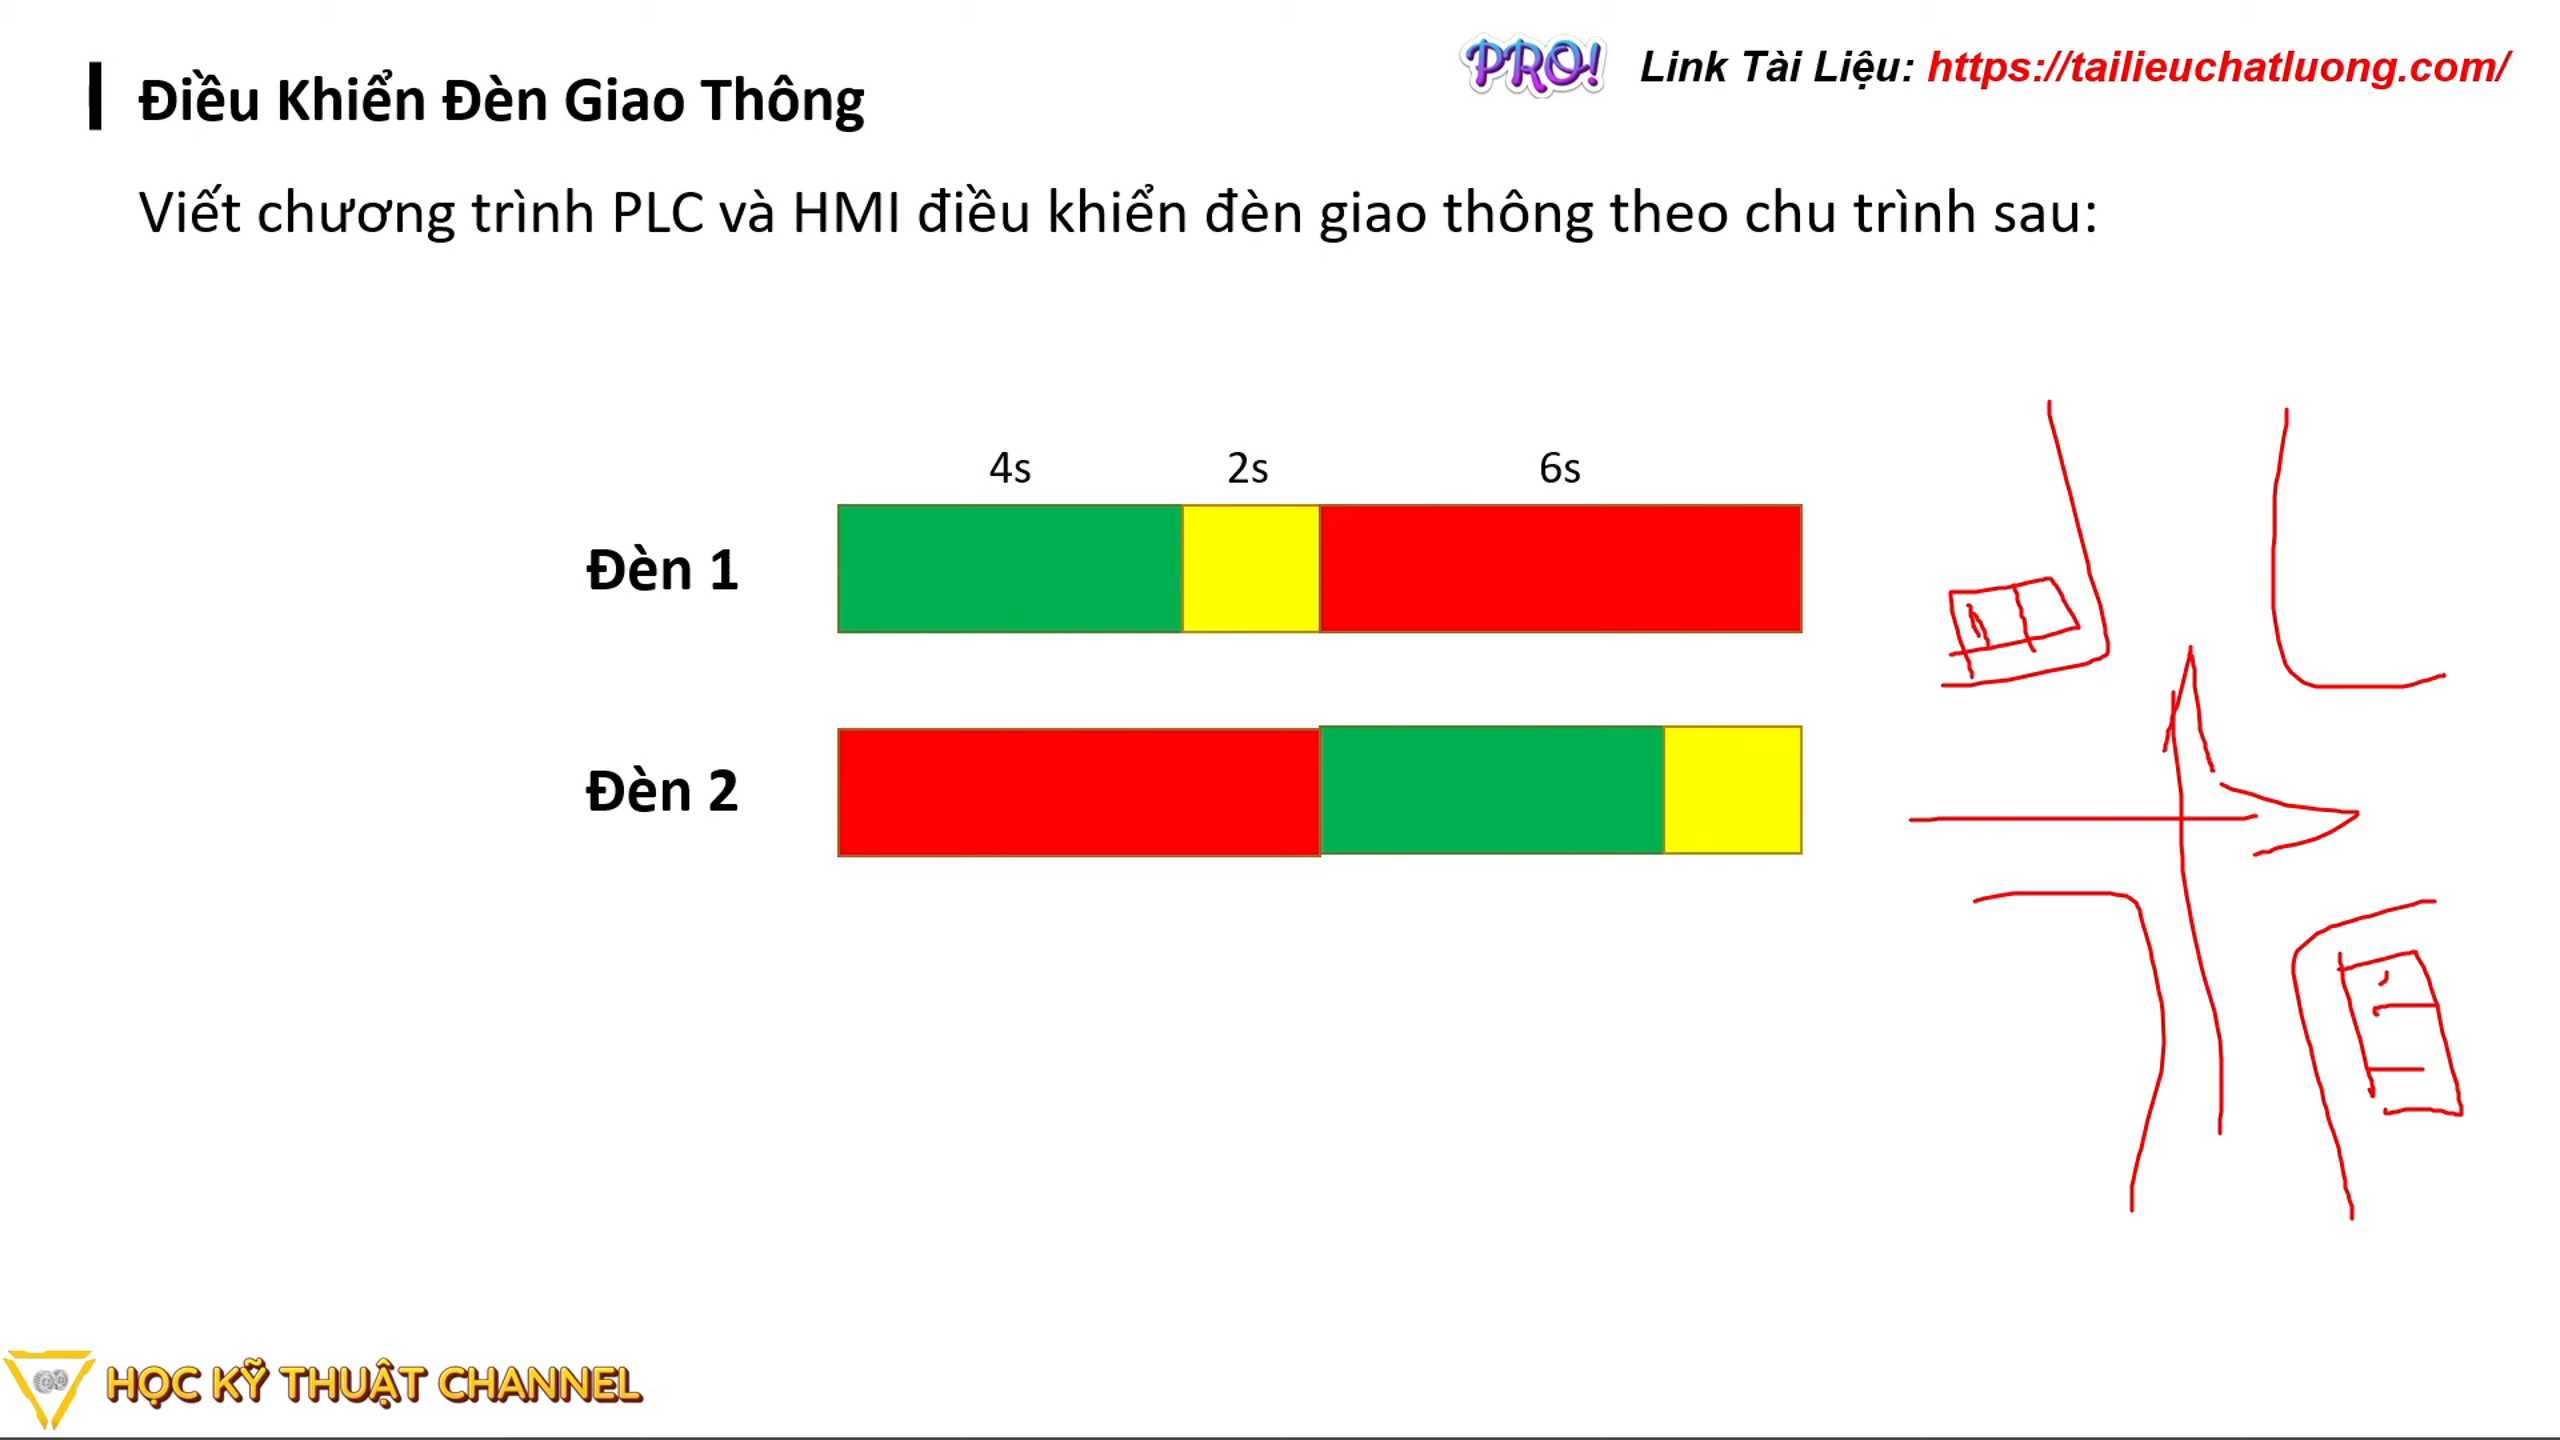 PRO! Link Tài Liệu: https://tailieuchatluong.com/
Điều Khiển Đèn Giao Thông
Viết chương trình PLC và HMI điều khiển đèn giao thông theo chu trình sau:
4s 2s 6s
Đèn 1
Đèn 2
HỌC KỸ THUẬT CHANNEL